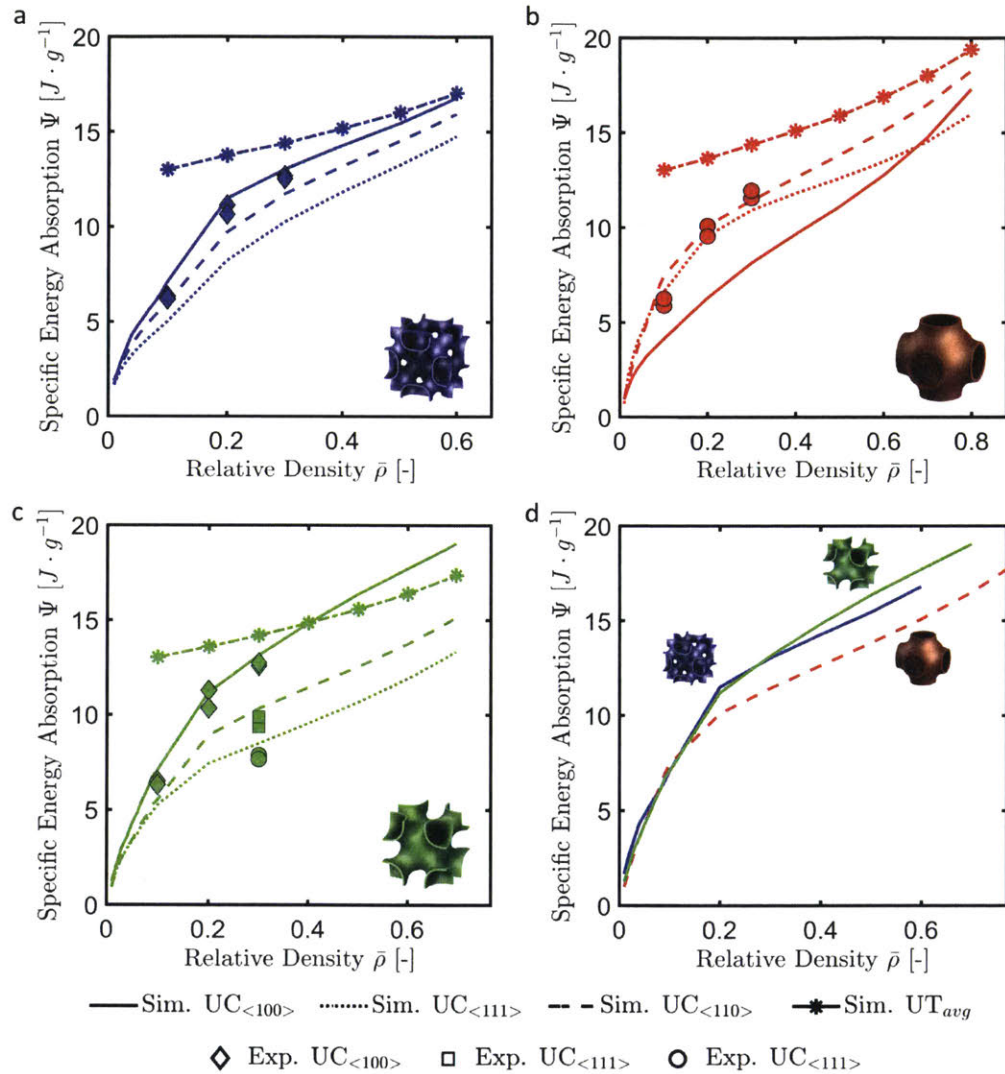 a
Specific Energy Absorption Ψ [J · g⁻¹]
20
15
10
5
0
0
0.2
0.4
0.6
Relative Density ρ̄ [-]
b
Specific Energy Absorption Ψ [J · g⁻¹]
20
15
10
5
0
0
0.2
0.4
0.6
0.8
Relative Density ρ̄ [-]
c
Specific Energy Absorption Ψ [J · g⁻¹]
20
15
10
5
0
0
0.2
0.4
0.6
Relative Density ρ̄ [-]
d
Specific Energy Absorption Ψ [J · g⁻¹]
20
15
10
5
0
0
0.2
0.4
0.6
Relative Density ρ̄ [-]
Sim. UC<100> Sim. UC<111> Sim. UC<110> Sim. UTavg
Exp. UC<100> Exp. UC<111> Exp. UC<111>